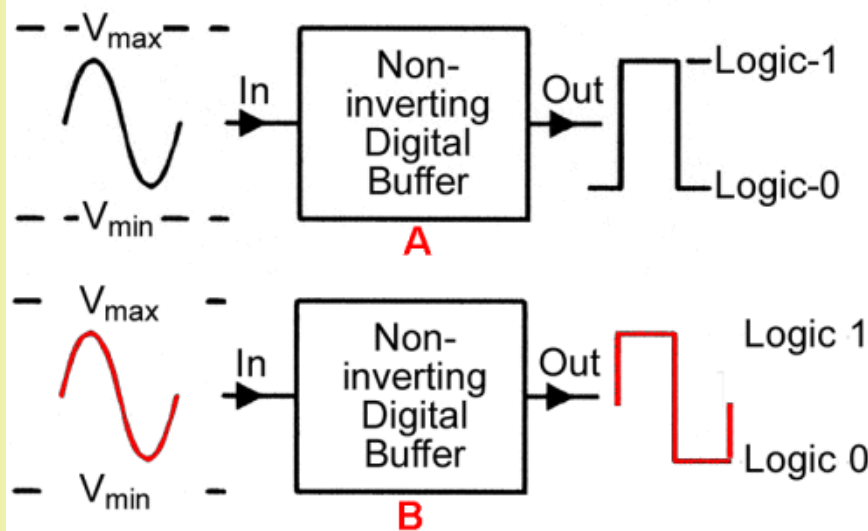 Vmax
In
Non-
inverting
Digital
Buffer
Out
Logic-1
Logic-0
Vmin
A
Vmax
In
Non-
inverting
Digital
Buffer
Out
Logic 1
Logic 0
Vmin
B